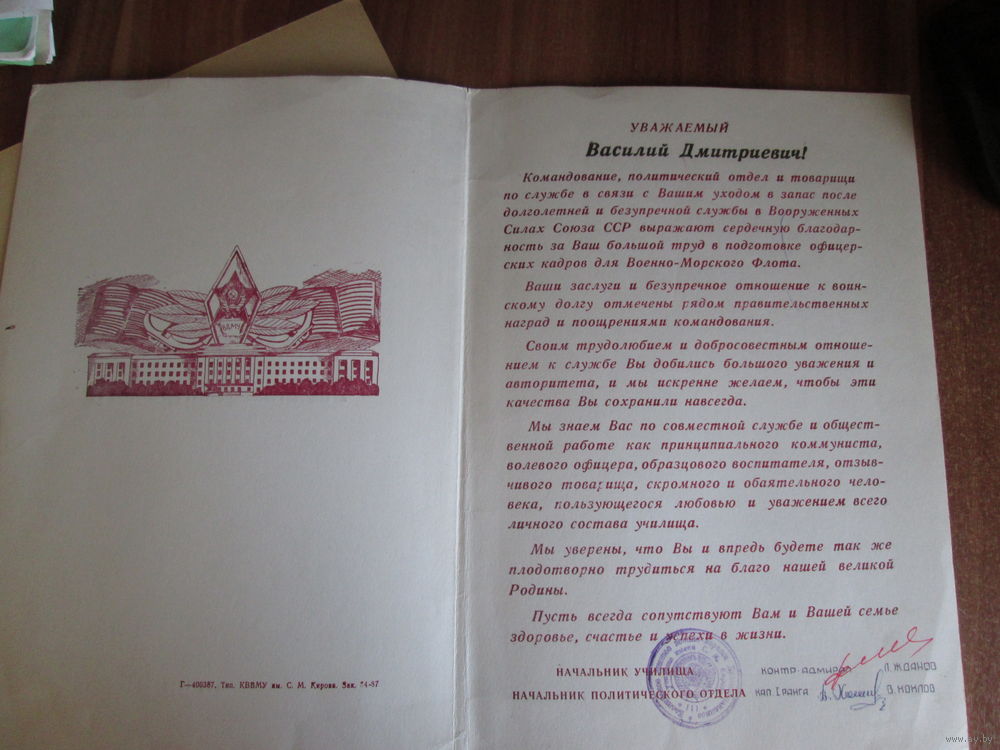 ВВМУ
Г—400387. Тип. КВВМУ им. С. М. Кирова. Зак. 54-87
УВАЖАЕМЫЙ
Василий Дмитриевич!
Командование, политический отдел и товарищи
по службе в связи с Вашим уходом в запас после
долголетней и безупречной службы в Вооруженных
Силах Союза ССР выражают сердечную благодар-
ность за Ваш большой труд в подготовке офицер-
ских кадров для Военно-Морского Флота.
Ваши заслуги и безупречное отношение к воин-
скому долгу отмечены рядом правительственных
наград и поощрениями командования.
Своим трудолюбием и добросовестным отноше-
нием к службе Вы добились большого уважения и
авторитета, и мы искренне желаем, чтобы эти
качества Вы сохранили навсегда.
Мы знаем Вас по совместной службе и общест-
венной работе как принципиального коммуниста,
волевого офицера, образцового воспитателя, отзыв-
чивого товарища, скромного и обаятельного чело-
века, пользующегося любовью и уважением всего
личного состава училища.
Мы уверены, что Вы и впредь будете так же
плодотворно трудиться на благо нашей великой
Родины.
Пусть всегда сопутствуют Вам и Вашей семье
здоровье, счастье и успехи в жизни.
НАЧАЛЬНИК УЧИЛИЩА контр-адмирал Л.ЖДАНОВ
НАЧАЛЬНИК ПОЛИТИЧЕСКОГО ОТДЕЛА кап I ранга В.ХОХЛОВ
www.ay.by